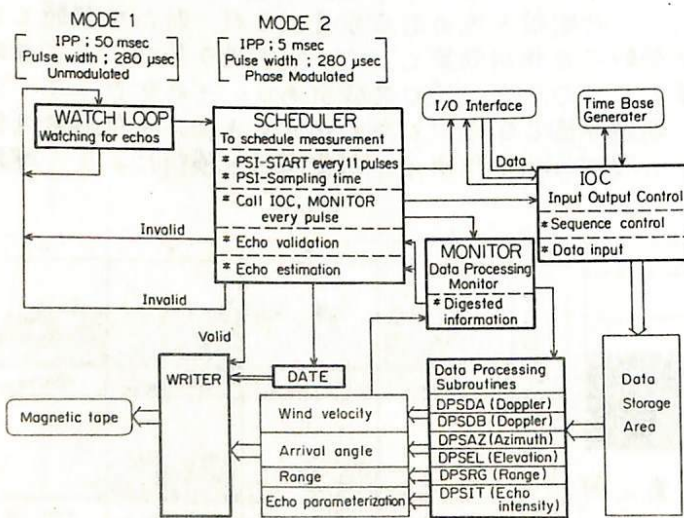 MODE 1
IPP ; 50 msec
Pulse width ; 280 μsec
Unmodulated
MODE 2
IPP ; 5 msec
Pulse width ; 280 μsec
Phase Modulated
WATCH LOOP
Watching for echos
SCHEDULER
To schedule measurement
* PSI-START every 11 pulses
* PSI-Sampling time
* Call IOC, MONITOR
every pulse
* Echo validation
* Echo estimation
I/O Interface
Time Base
Generater
Data
IOC
Input Output Control
* Sequence control
* Data input
Invalid
Invalid
Valid
MONITOR
Data Processing
Monitor
* Digested
information
WRITER
DATE
Magnetic tape
Wind velocity
Arrival angle
Range
Echo parameterization
Data Processing
Subroutines
DPSDA (Doppler)
DPSDB (Doppler)
DPSAZ (Azimuth)
DPSEL (Elevation)
DPSRG (Range)
DPSIT (Echo
intensity)
Data
Storage
Area